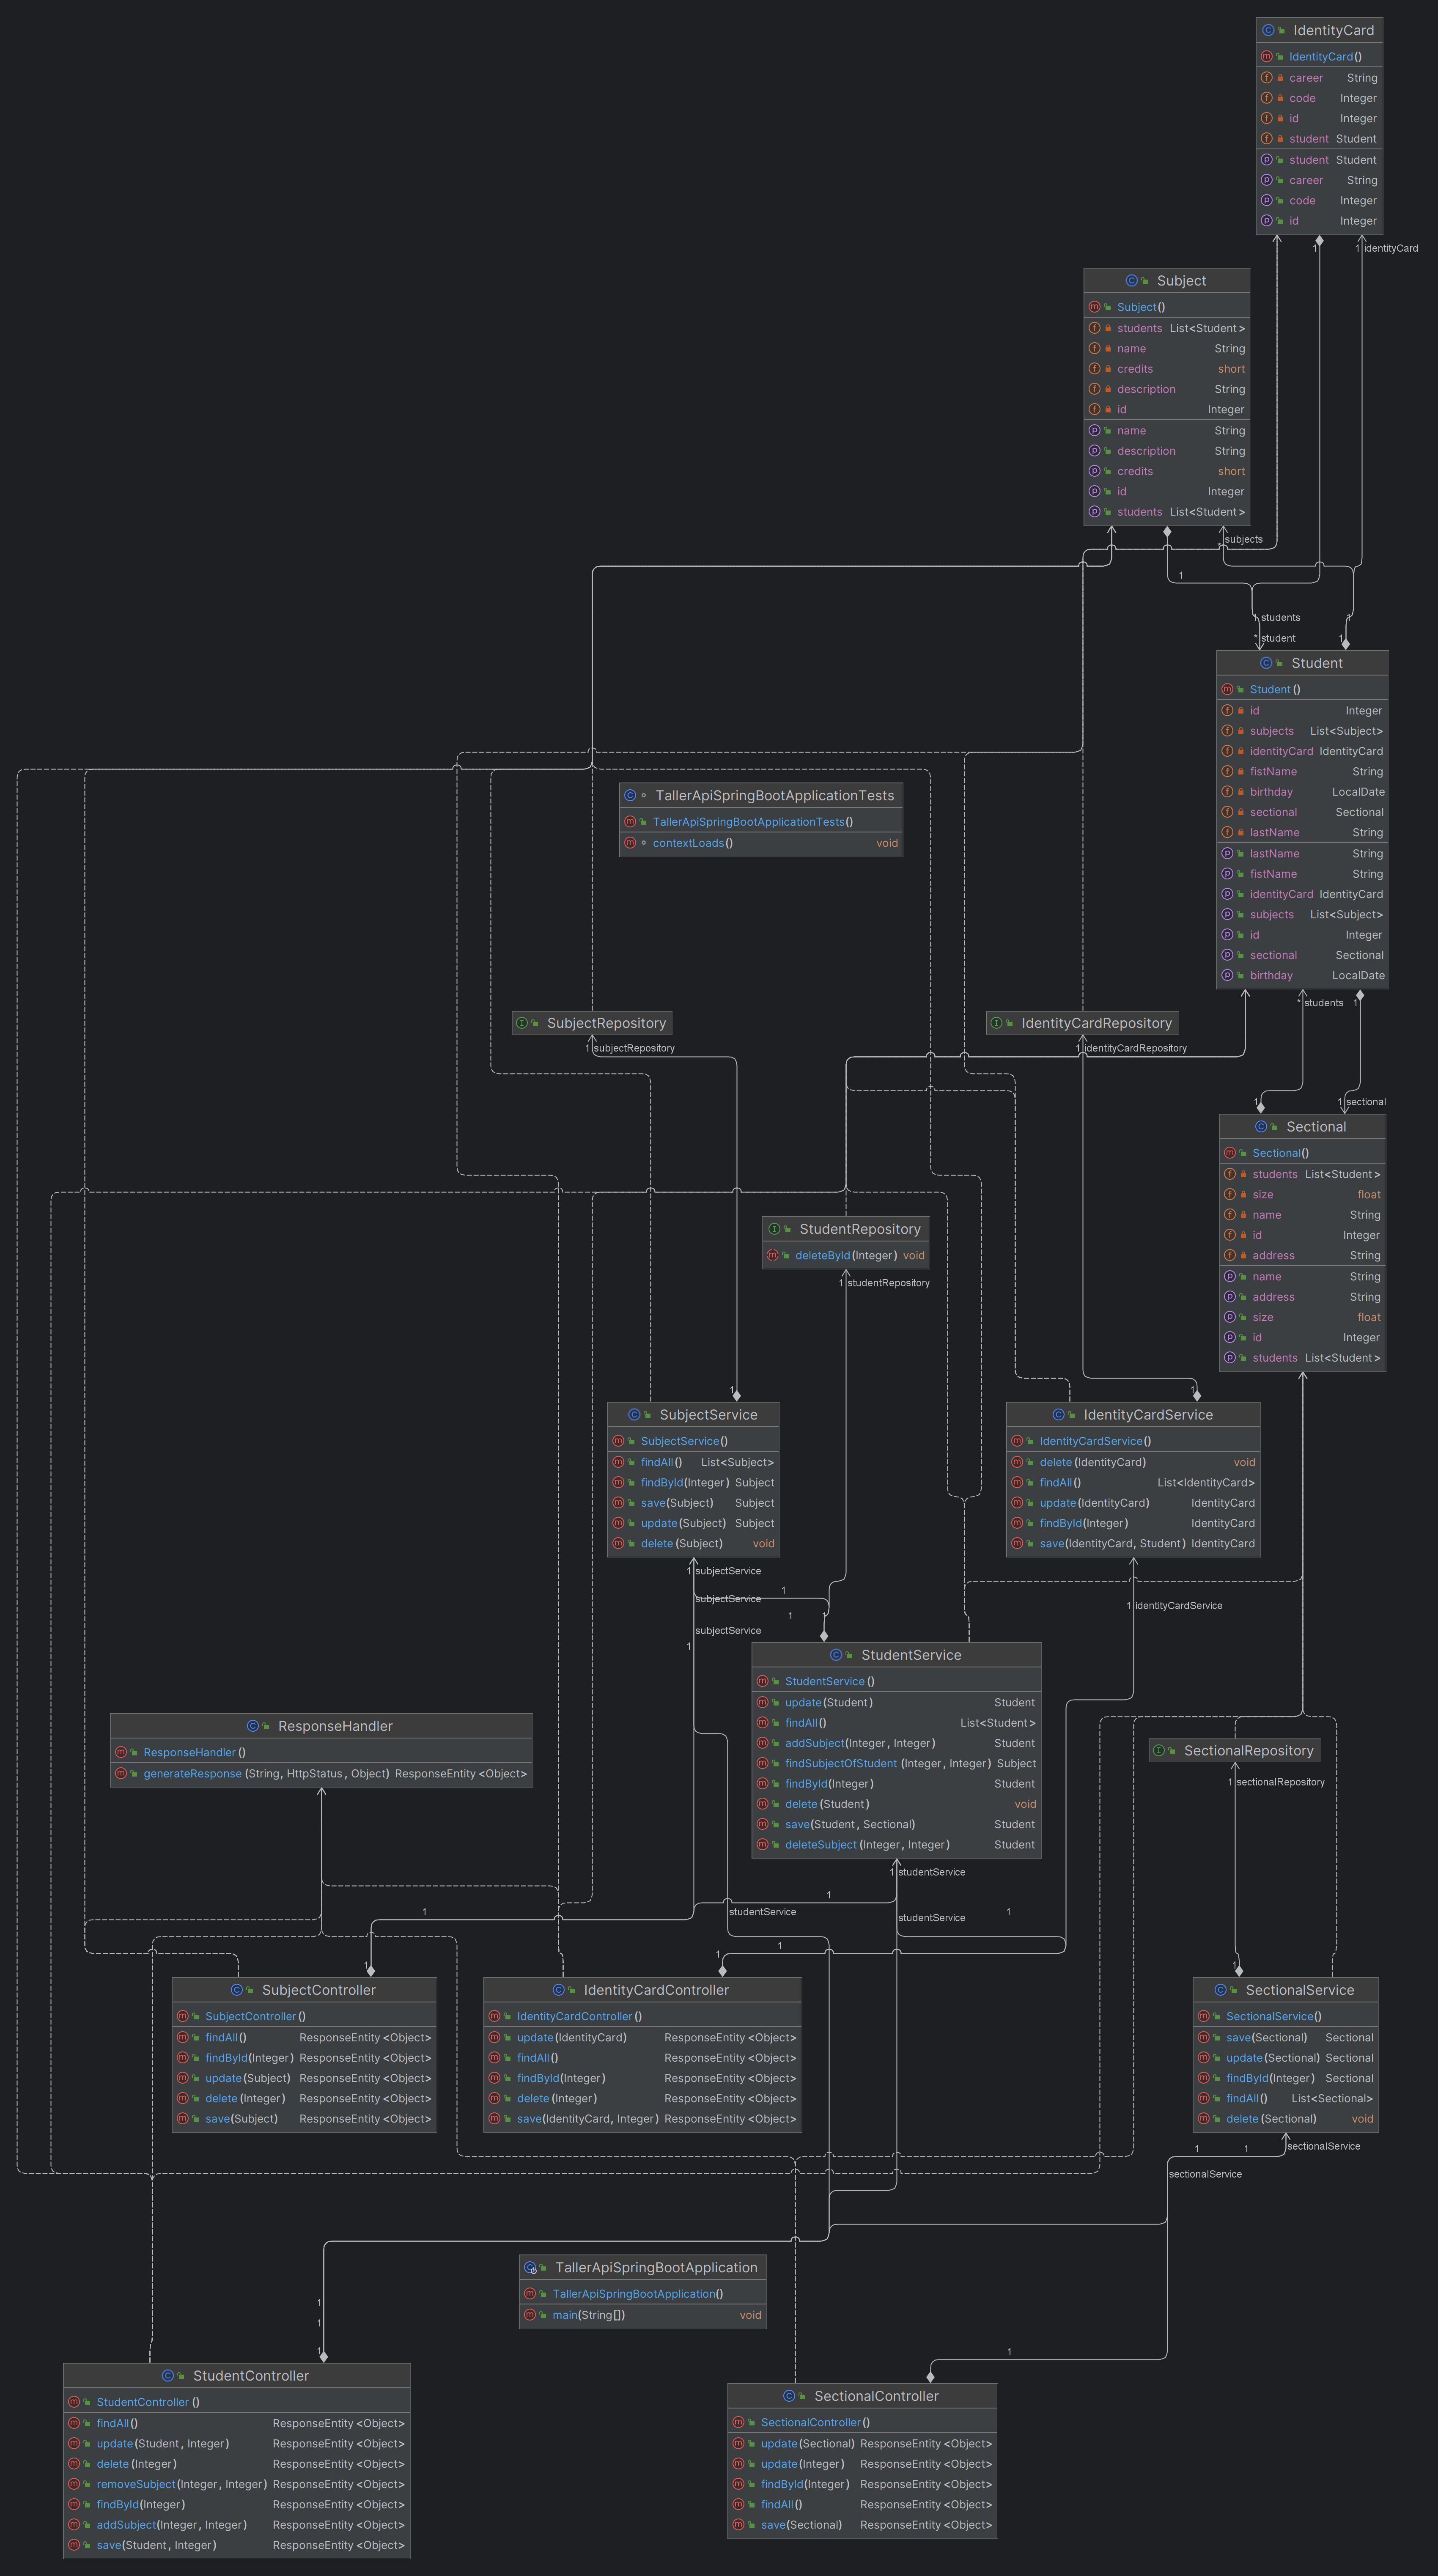 IdentityCard
IdentityCard()
career String
code Integer
id Integer
student Student
student Student
career String
code Integer
id Integer
1
1 identityCard
Subject
Subject()
students List<Student>
name String
credits short
description String
id Integer
name String
description String
credits short
id Integer
students List<Student>
* subjects
1
1 students
1
* student
1
Student
Student()
id Integer
subjects List<Subject>
identityCard IdentityCard
fistName String
birthday LocalDate
sectional Sectional
lastName String
lastName String
fistName String
identityCard IdentityCard
subjects List<Subject>
id Integer
sectional Sectional
birthday LocalDate
TallerApiSpringBootApplicationTests
TallerApiSpringBootApplicationTests()
contextLoads() void
* students
1
SubjectRepository
IdentityCardRepository
1 subjectRepository
1 identityCardRepository
1
1 sectional
Sectional
Sectional()
students List<Student>
size float
name String
id Integer
address String
name String
address String
size float
id Integer
students List<Student>
StudentRepository
deleteById(Integer) void
1 studentRepository
1
1
SubjectService
SubjectService()
findAll() List<Subject>
findById(Integer) Subject
save(Subject) Subject
update(Subject) Subject
delete(Subject) void
IdentityCardService
IdentityCardService()
delete(IdentityCard) void
findAll() List<IdentityCard>
update(IdentityCard) IdentityCard
findById(Integer) IdentityCard
save(IdentityCard, Student) IdentityCard
1 subjectService
1
subjectService
1 identityCardService
1
1
subjectService
1
StudentService
StudentService()
update(Student) Student
findAll() List<Student>
addSubject(Integer, Integer) Student
findSubjectOfStudent(Integer, Integer) Subject
findById(Integer) Student
delete(Student) void
save(Student, Sectional) Student
deleteSubject(Integer, Integer) Student
ResponseHandler
ResponseHandler()
generateResponse(String, HttpStatus, Object) ResponseEntity<Object>
SectionalRepository
1 sectionalRepository
1 studentService
1
1
studentService
studentService
1
1
1
1
1
SubjectController
SubjectController()
findAll() ResponseEntity<Object>
findById(Integer) ResponseEntity<Object>
update(Subject) ResponseEntity<Object>
delete(Integer) ResponseEntity<Object>
save(Subject) ResponseEntity<Object>
IdentityCardController
IdentityCardController()
update(IdentityCard) ResponseEntity<Object>
findAll() ResponseEntity<Object>
findById(Integer) ResponseEntity<Object>
delete(Integer) ResponseEntity<Object>
save(IdentityCard, Integer) ResponseEntity<Object>
SectionalService
SectionalService()
save(Sectional) Sectional
update(Sectional) Sectional
findById(Integer) Sectional
findAll() List<Sectional>
delete(Sectional) void
1
1
sectionalService
sectionalService
TallerApiSpringBootApplication
TallerApiSpringBootApplication()
main(String[]) void
1
1
1
1
StudentController
StudentController()
findAll() ResponseEntity<Object>
update(Student, Integer) ResponseEntity<Object>
delete(Integer) ResponseEntity<Object>
removeSubject(Integer, Integer) ResponseEntity<Object>
findById(Integer) ResponseEntity<Object>
addSubject(Integer, Integer) ResponseEntity<Object>
save(Student, Integer) ResponseEntity<Object>
SectionalController
SectionalController()
update(Sectional) ResponseEntity<Object>
update(Integer) ResponseEntity<Object>
findById(Integer) ResponseEntity<Object>
findAll() ResponseEntity<Object>
save(Sectional) ResponseEntity<Object>